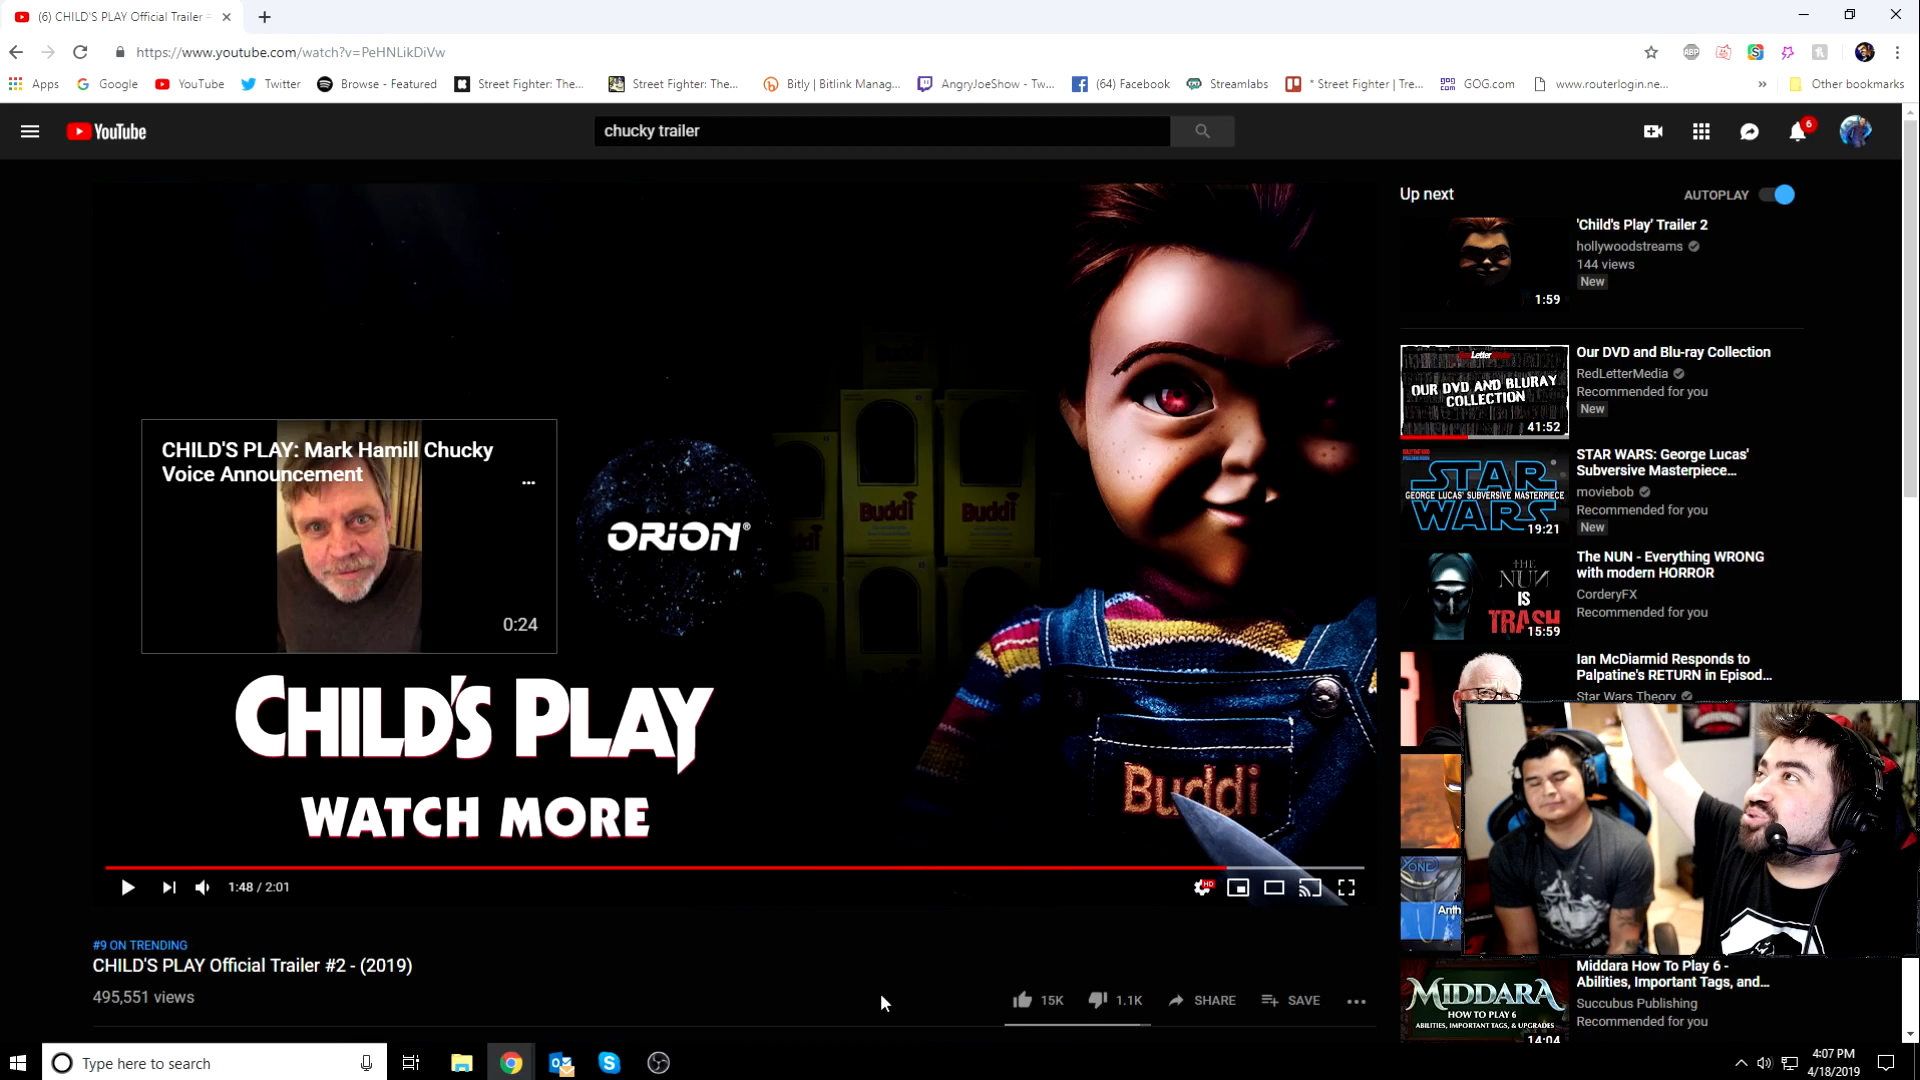 (6) CHILD'S PLAY Official Trailer
https://www.youtube.com/watch?v=PeHNLikDiVw
ABP
Apps
Google
YouTube
Twitter
Browse - Featured
Street Fighter: The...
Street Fighter: The...
Bitly | Bitlink Manag...
AngryJoeShow - Tw...
(64) Facebook
Streamlabs
* Street Fighter | Tre...
GOG.com
www.routerlogin.ne...
»
Other bookmarks
YouTube
chucky trailer
6
CHILD'S PLAY: Mark Hamill Chucky
Voice Announcement
0:24
ORION®
Buddi
Buddi
Buddi
CHILD'S PLAY
WATCH MORE
1:48 / 2:01
HD
#9 ON TRENDING
CHILD'S PLAY Official Trailer #2 - (2019)
495,551 views
15K
1.1K
SHARE
SAVE
Up next
AUTOPLAY
'Child's Play' Trailer 2
hollywoodstreams
144 views
New
1:59
OUR DVD AND BLURAY
COLLECTION
41:52
Our DVD and Blu-ray Collection
RedLetterMedia
Recommended for you
New
STAR
GEORGE LUCAS' SUBVERSIVE MASTERPIECE
WARS
19:21
STAR WARS: George Lucas'
Subversive Masterpiece...
moviebob
Recommended for you
New
THE
NUN
IS
TRASH
15:59
The NUN - Everything WRONG
with modern HORROR
CorderyFX
Recommended for you
Ian McDiarmid Responds to
Palpatine's RETURN in Episod...
Star Wars Theory
Anth
MIDDARA
HOW TO PLAY 6
ABILITIES, IMPORTANT TAGS, & UPGRADES
14:04
Middara How To Play 6 -
Abilities, Important Tags, and...
Succubus Publishing
Recommended for you
Type here to search
4:07 PM
4/18/2019